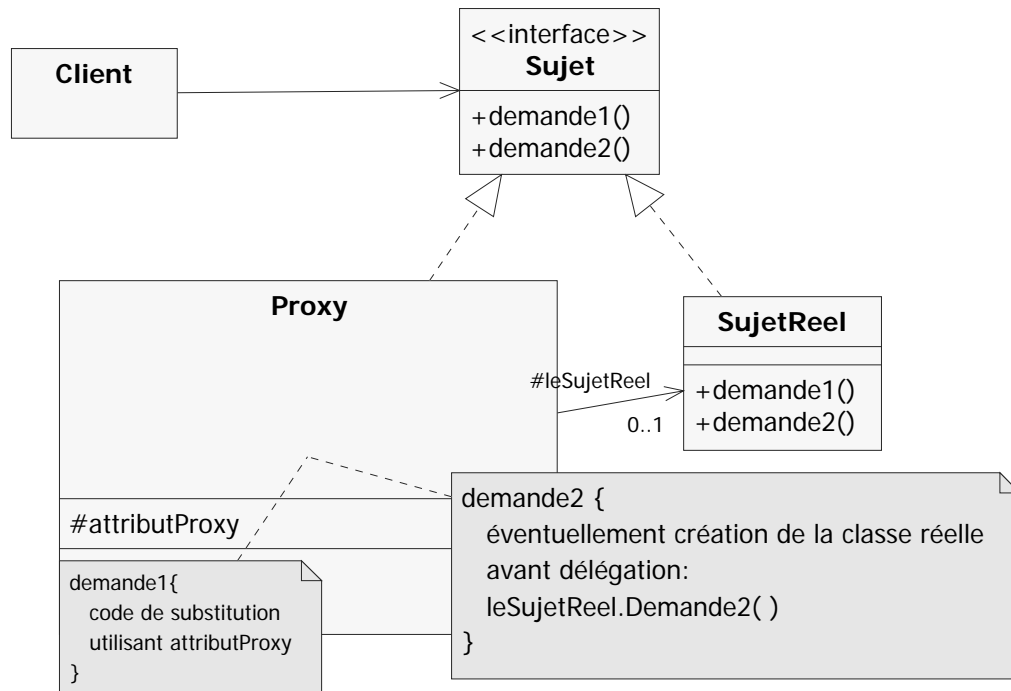 Client
<<interface>>
Sujet
+demande1()
+demande2()
Proxy
#attributProxy
#leSujetReel
0..1
SujetReel
+demande1()
+demande2()
demande1{
code de substitution
utilisant attributProxy
}
demande2 {
éventuellement création de la classe réelle
avant délégation:
leSujetReel.Demande2( )
}